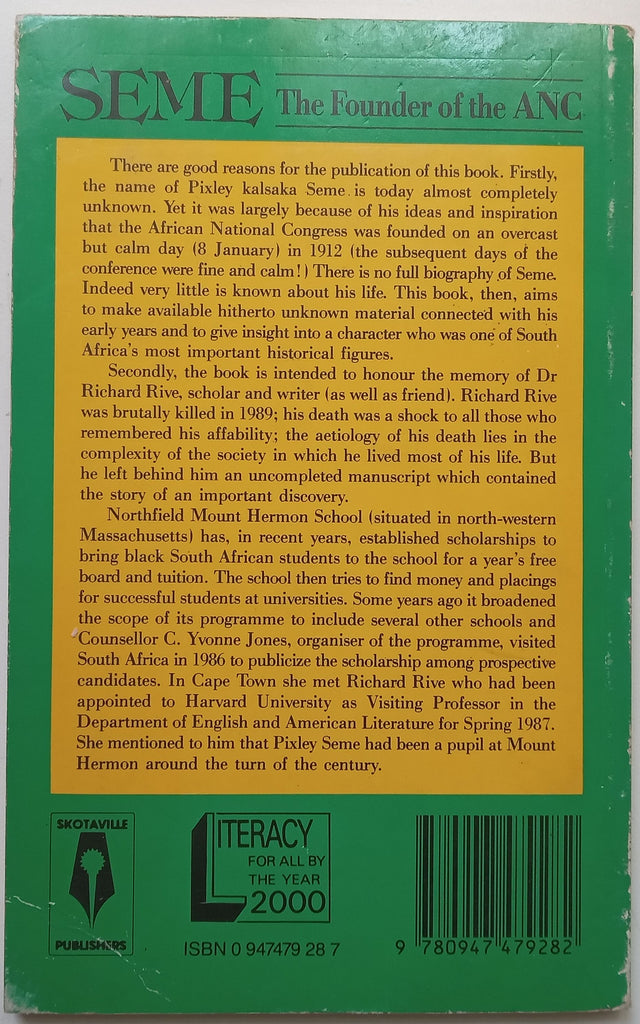 SEME The Founder of the ANC
There are good reasons for the publication of this book. Firstly,
the name of Pixley kalsaka Seme is today almost completely
unknown. Yet it was largely because of his ideas and inspiration
that the African National Congress was founded on an overcast
but calm day (8 January) in 1912 (the subsequent days of the
conference were fine and calm!) There is no full biography of Seme.
Indeed very little is known about his life. This book, then, aims
to make available hitherto unknown material connected with his
early years and to give insight into a character who was one of South
Africa's most important historical figures.
Secondly, the book is intended to honour the memory of Dr
Richard Rive, scholar and writer (as well as friend). Richard Rive
was brutally killed in 1989; his death was a shock to all those who
remembered his affability; the aetiology of his death lies in the
complexity of the society in which he lived most of his life. But
he left behind him an uncompleted manuscript which contained
the story of an important discovery.
Northfield Mount Hermon School (situated in north-western
Massachusetts) has, in recent years, established scholarships to
bring black South African students to the school for a year's free
board and tuition. The school then tries to find money and placings
for successful students at universities. Some years ago it broadened
the scope of its programme to include several other schools and
Counsellor C. Yvonne Jones, organiser of the programme, visited
South Africa in 1986 to publicize the scholarship among prospective
candidates. In Cape Town she met Richard Rive who had been
appointed to Harvard University as Visiting Professor in the
Department of English and American Literature for Spring 1987.
She mentioned to him that Pixley Seme had been a pupil at Mount
Hermon around the turn of the century.
SKOTAVILLE
PUBLISHERS
LITERACY
FOR ALL BY
THE YEAR
2000
ISBN 0 947479 28 7
9 780947 479282